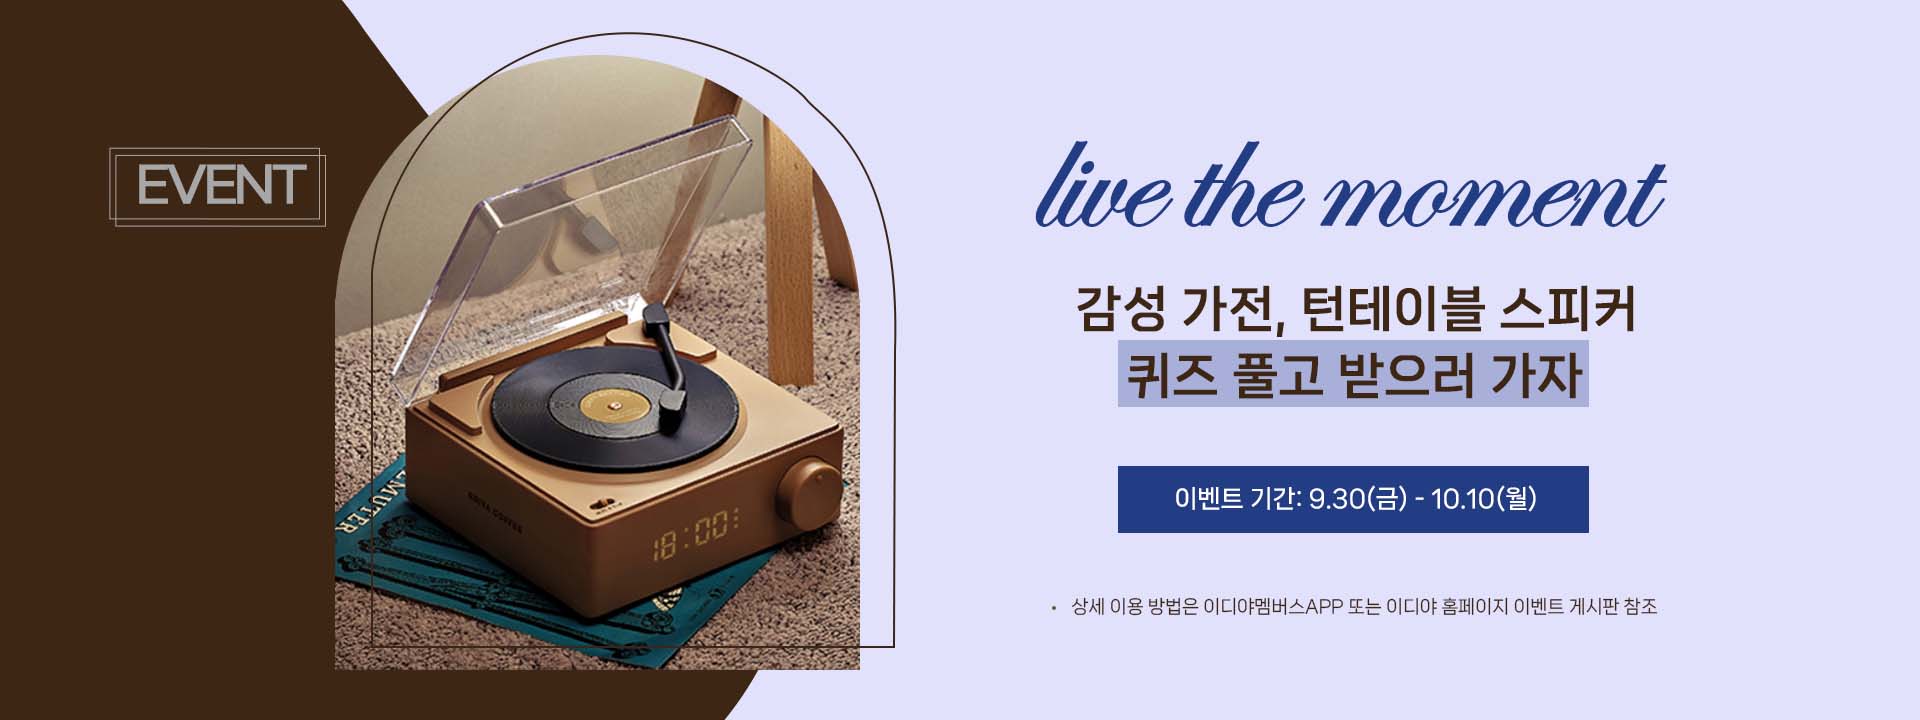 EVENT
live the moment
감성 가전, 턴테이블 스피커
퀴즈 풀고 받으러 가자
이벤트 기간: 9.30(금) - 10.10(월)
• 상세 이용 방법은 이디야멤버스APP 또는 이디야 홈페이지 이벤트 게시판 참조
EDIYA COFFEE
18:00:
EMUTTER